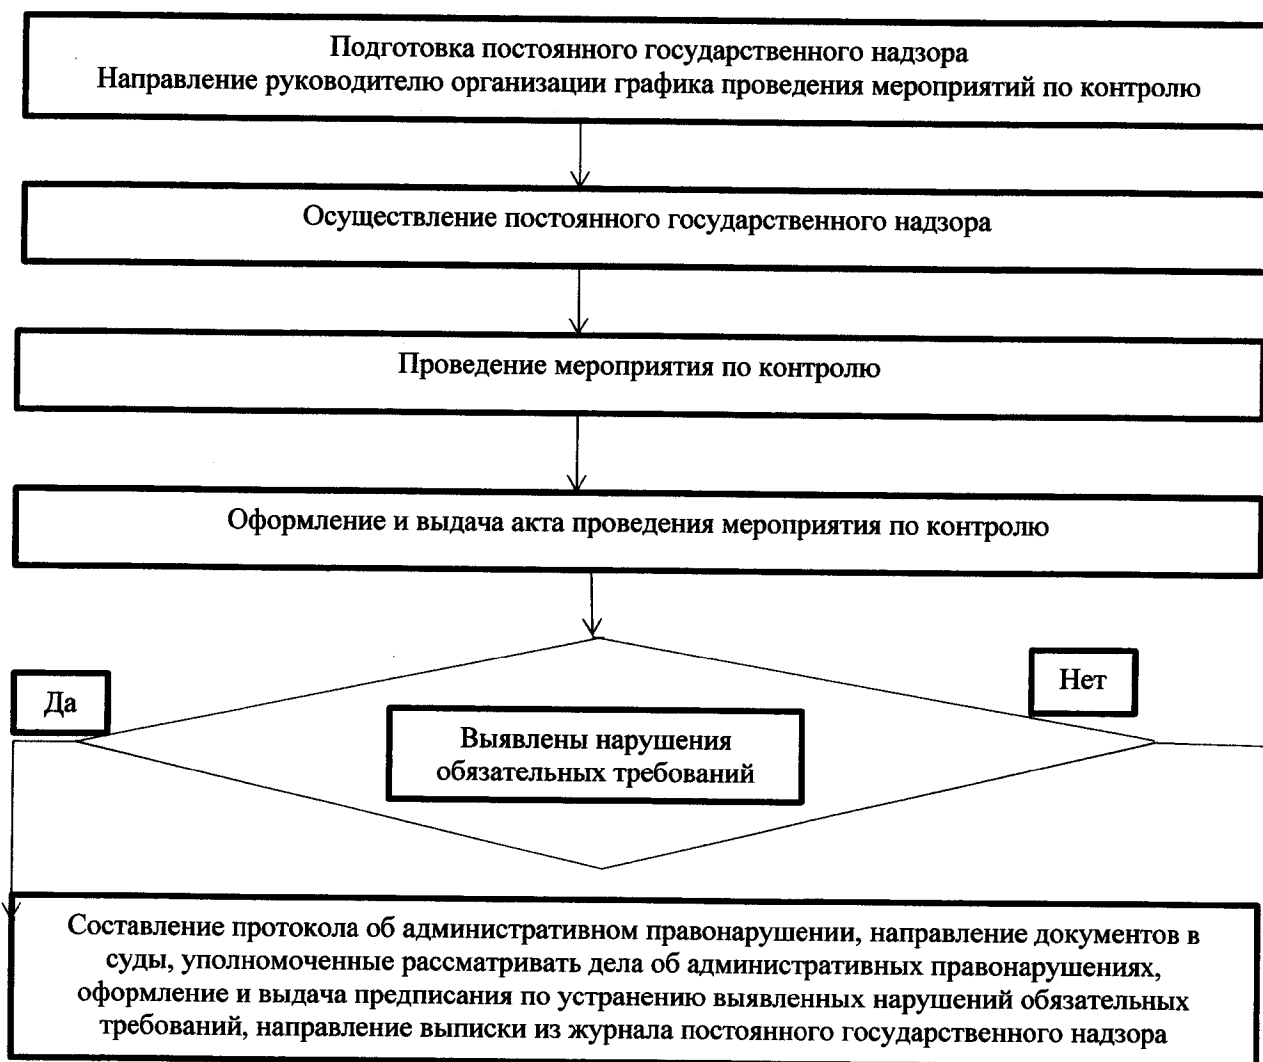 Подготовка постоянного государственного надзора
Направление руководителю организации графика проведения мероприятий по контролю
Осуществление постоянного государственного надзора
Проведение мероприятия по контролю
Оформление и выдача акта проведения мероприятия по контролю
Да
Нет
Выявлены нарушения
обязательных требований
Составление протокола об административном правонарушении, направление документов в
суды, уполномоченные рассматривать дела об административных правонарушениях,
оформление и выдача предписания по устранению выявленных нарушений обязательных
требований, направление выписки из журнала постоянного государственного надзора